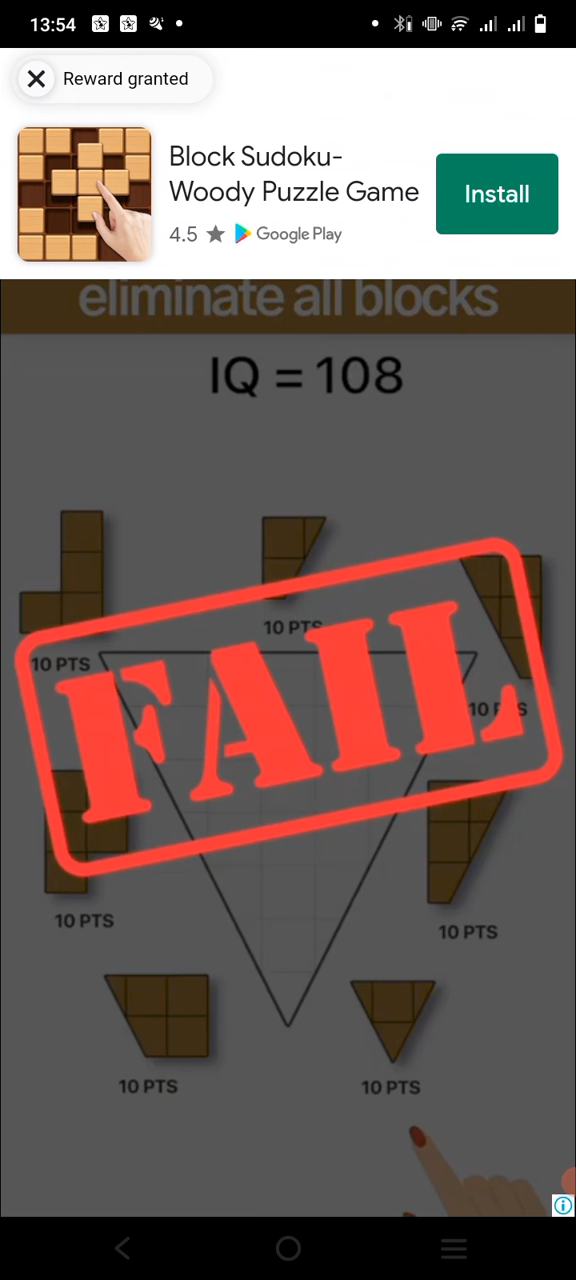 13:54
Reward granted
Block Sudoku-
Woody Puzzle Game
4.5 Google Play
Install
eliminate all blocks
IQ = 108
10 PTS
10 PTS
10 PTS
FAIL
10 PTS
10 PTS
10 PTS
10 PTS